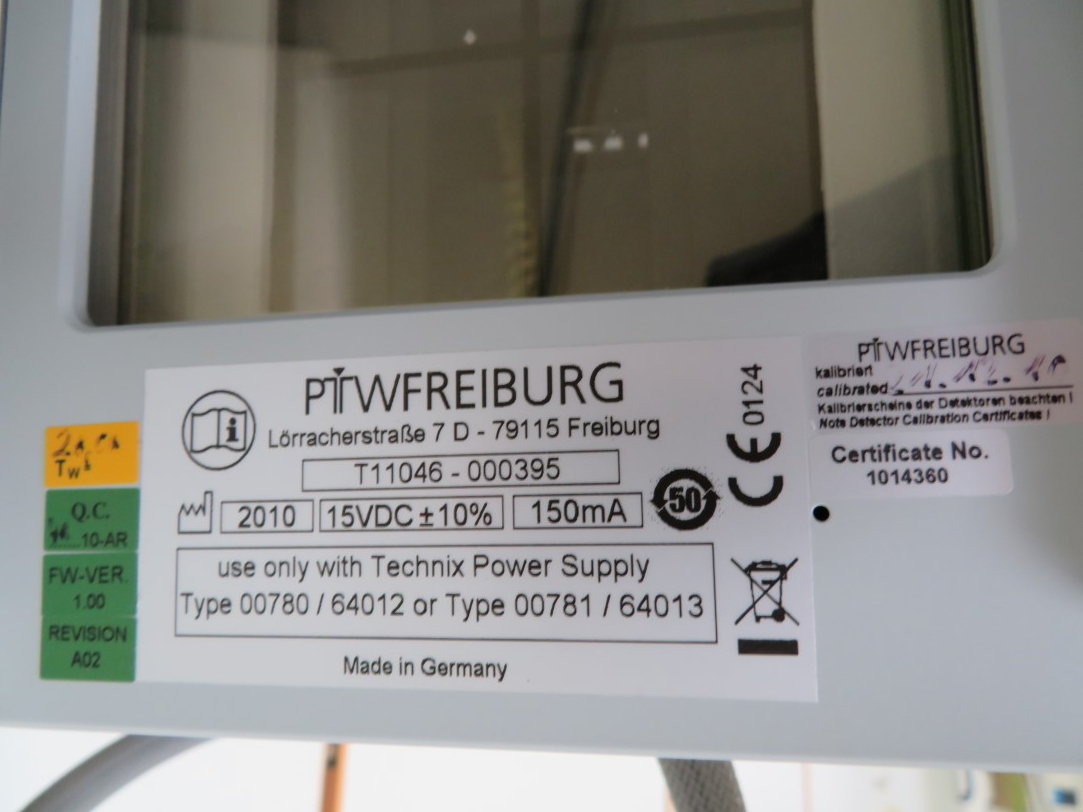 PTWFREIBURG
Lörracherstraße 7 D - 79115 Freiburg
T11046 - 000395
2010 15VDC ±10% 150mA
50
0124
CE
use only with Technix Power Supply
Type 00780 / 64012 or Type 00781 / 64013
Made in Germany
PTWFREIBURG
kalibriert
calibrated
Kalibrierscheine der Detektoren beachten !
Note Detector Calibration Certificates !
Certificate No.
1014360
Q.C.
10-AR
FW-VER.
1.00
REVISION
A02